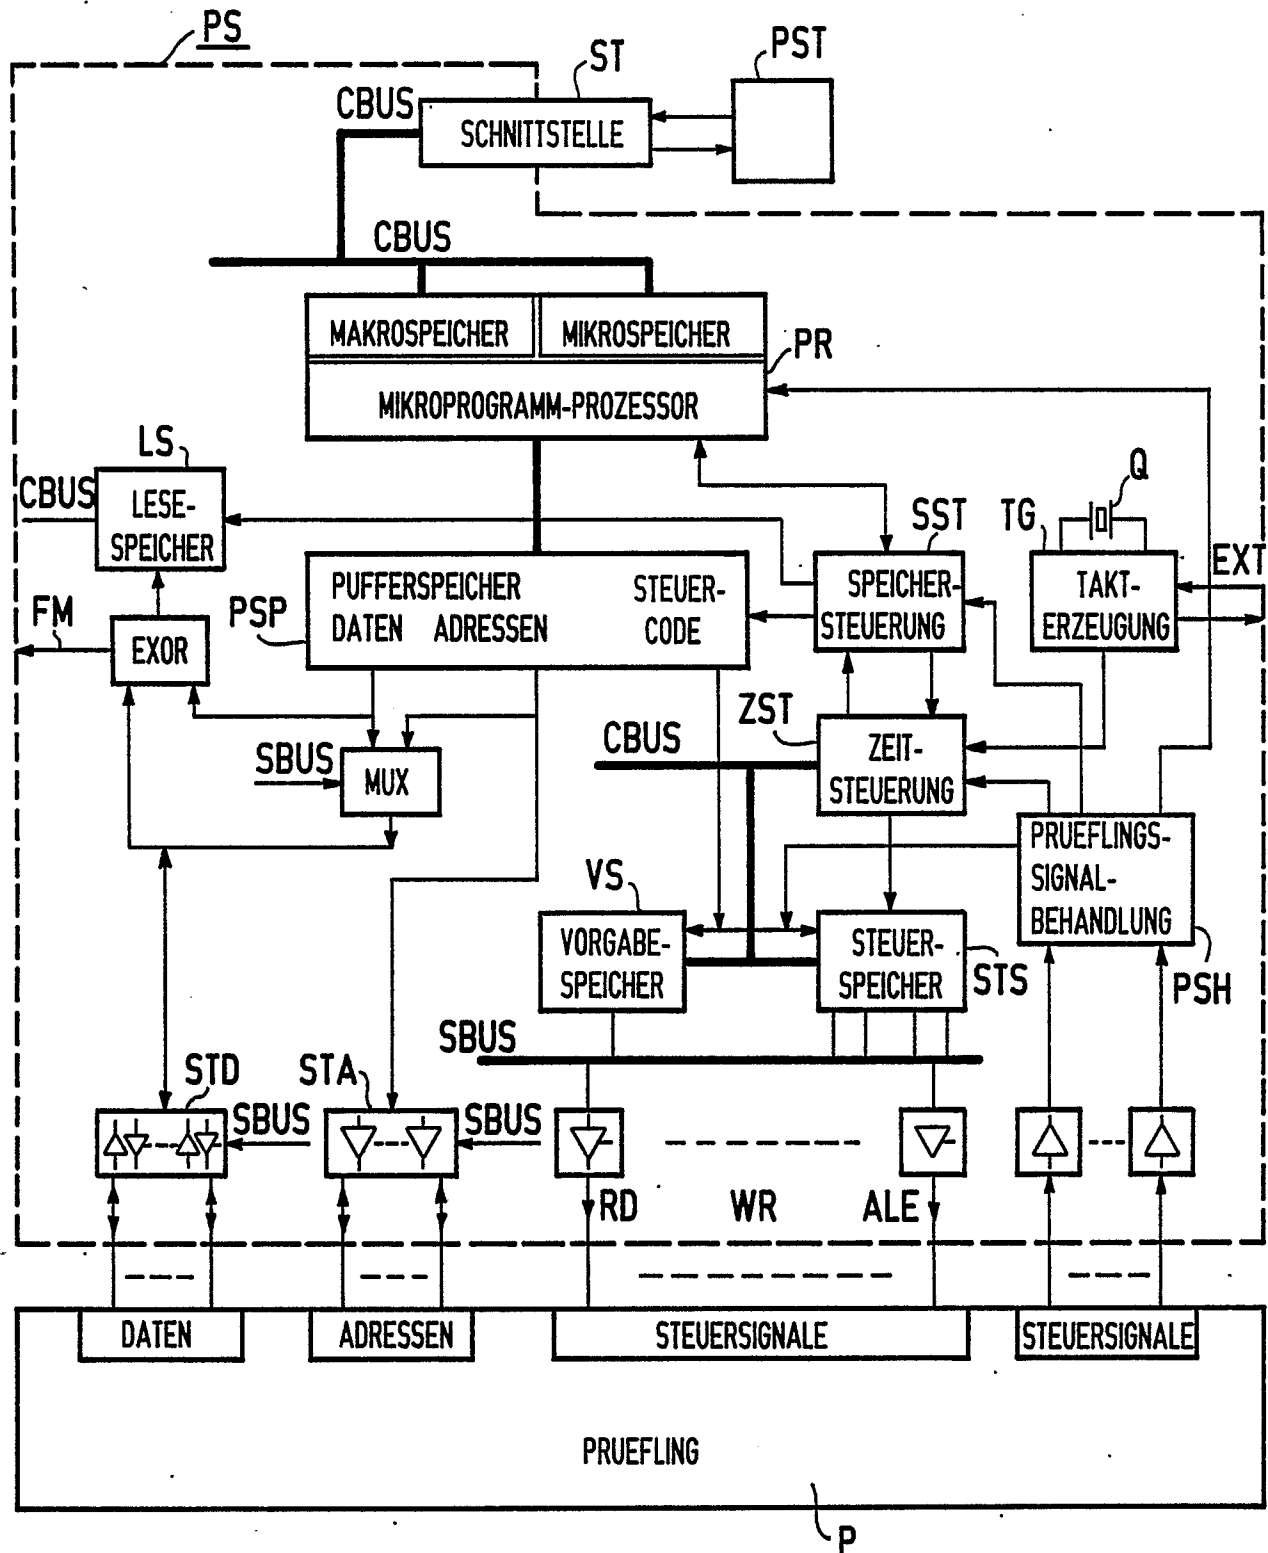 PS
ST
PST
CBUS
SCHNITTSTELLE
CBUS
MAKROSPEICHER
MIKROSPEICHER
PR
MIKROPROGRAMM-PROZESSOR
LS
CBUS
LESE-
SPEICHER
Q
SST
TG
EXT
PUFFERSPEICHER
DATEN ADRESSEN
STEUER-
CODE
PSP
SPEICHER-
STEUERUNG
TAKT-
ERZEUGUNG
FM
EXOR
ZST
CBUS
SBUS
MUX
ZEIT-
STEUERUNG
PRUEFLINGS-
SIGNAL-
BEHANDLUNG
VS
VORGABE-
SPEICHER
STEUER-
SPEICHER
STS
PSH
SBUS
STD
STA
SBUS
SBUS
RD
WR
ALE
DATEN
ADRESSEN
STEUERSIGNALE
STEUERSIGNALE
PRUEFLING
P